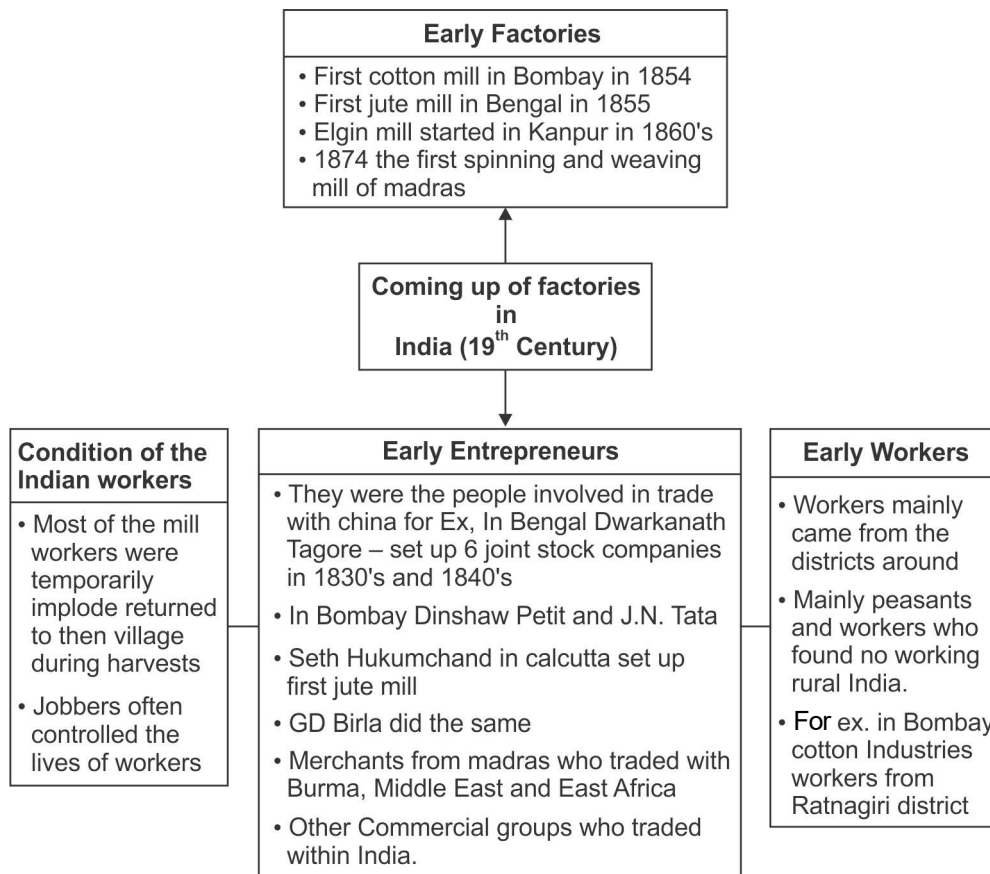 Early Factories
• First cotton mill in Bombay in 1854
• First jute mill in Bengal in 1855
• Elgin mill started in Kanpur in 1860's
• 1874 the first spinning and weaving
mill of madras
Coming up of factories
in
India (19th Century)
Condition of the
Indian workers
• Most of the mill
workers were
temporarily
implode returned
to then village
during harvests
• Jobbers often
controlled the
lives of workers
Early Entrepreneurs
• They were the people involved in trade
with china for Ex, In Bengal Dwarkanath
Tagore – set up 6 joint stock companies
in 1830's and 1840's
• In Bombay Dinshaw Petit and J.N. Tata
• Seth Hukumchand in calcutta set up
first jute mill
• GD Birla did the same
• Merchants from madras who traded with
Burma, Middle East and East Africa
• Other Commercial groups who traded
within India.
Early Workers
• Workers mainly
came from the
districts around
• Mainly peasants
and workers who
found no working
rural India.
• For ex. in Bombay
cotton Industries
workers from
Ratnagiri district